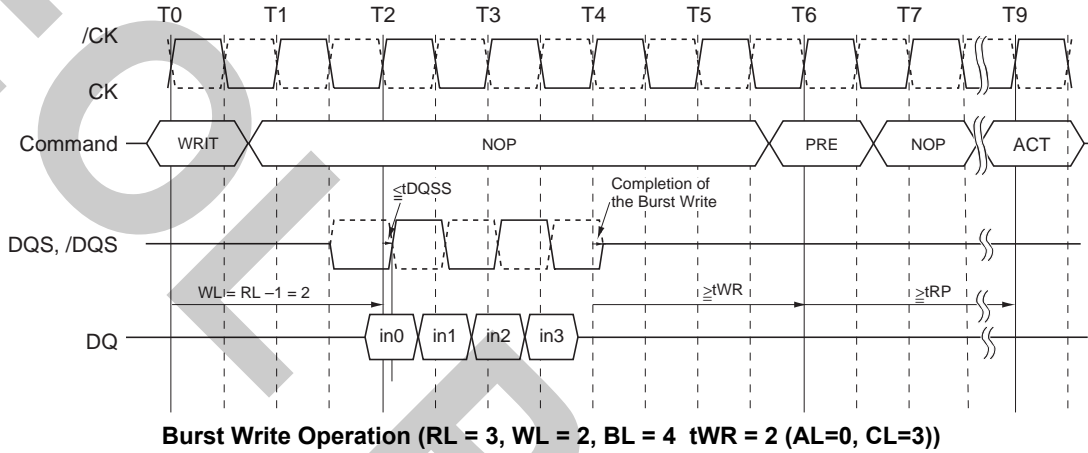 T0 T1 T2 T3 T4 T5 T6 T7 T9
/CK
CK
Command WRIT NOP PRE NOP ACT
≦tDQSS
Completion of
the Burst Write
DQS, /DQS
WL = RL –1 = 2
≧tWR
≧tRP
DQ in0 in1 in2 in3
Burst Write Operation (RL = 3, WL = 2, BL = 4 tWR = 2 (AL=0, CL=3))